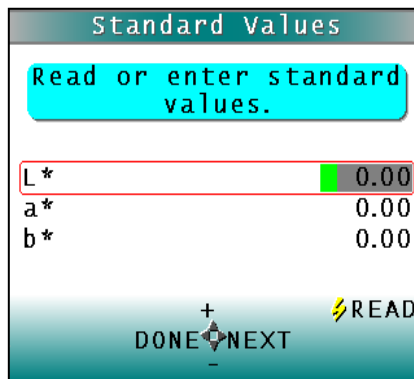 Standard Values
Read or enter standard
values.
L* 0.00
a* 0.00
b* 0.00
+ READ
DONE NEXT
-